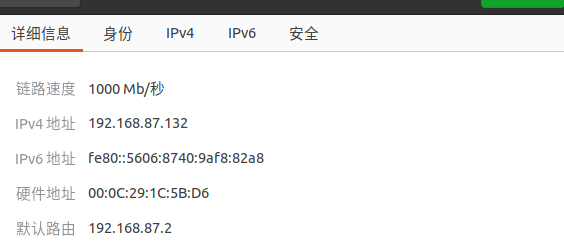 详细信息 身份 IPv4 IPv6 安全
链路速度 1000 Mb/秒
IPv4 地址 192.168.87.132
IPv6 地址 fe80::5606:8740:9af8:82a8
硬件地址 00:0C:29:1C:5B:D6
默认路由 192.168.87.2